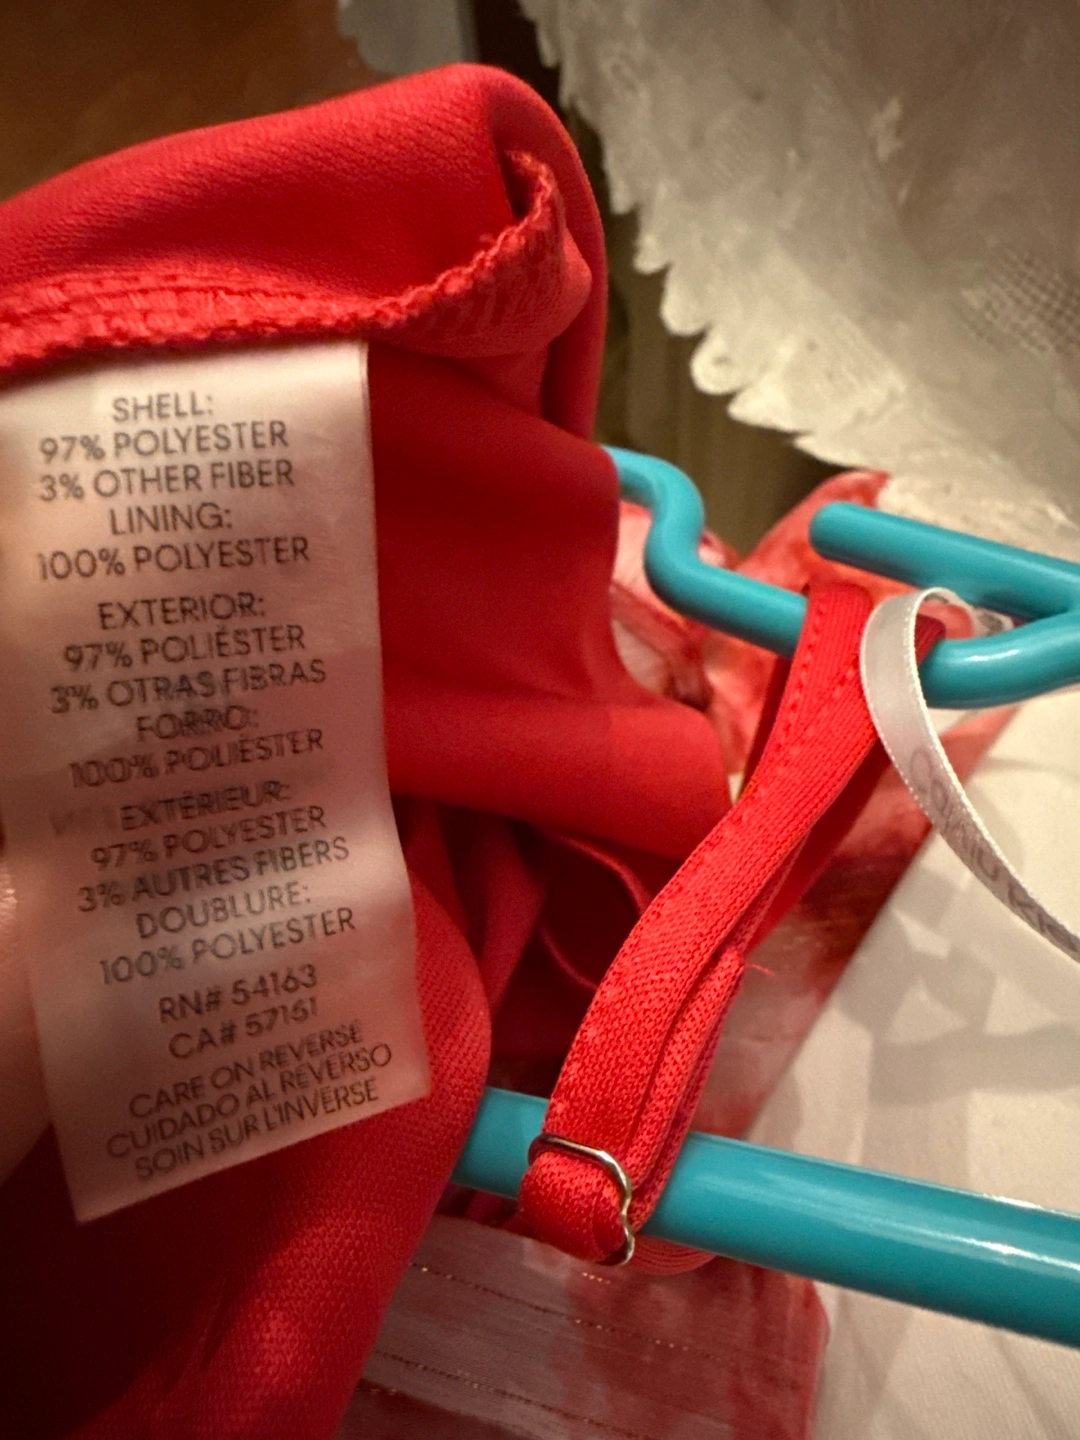 SHELL:
97% POLYESTER
3% OTHER FIBER
LINING:
100% POLYESTER
EXTERIOR:
97% POLIÉSTER
3% OTRAS FIBRAS
FORRO:
100% POLIÉSTER
EXTÉRIEUR:
97% POLYESTER
3% AUTRES FIBERS
DOUBLURE:
100% POLYESTER
RN# 54163
CA# 57151
CARE ON REVERSE
CUIDADO AL REVERSO
SOIN SUR L'INVERSE